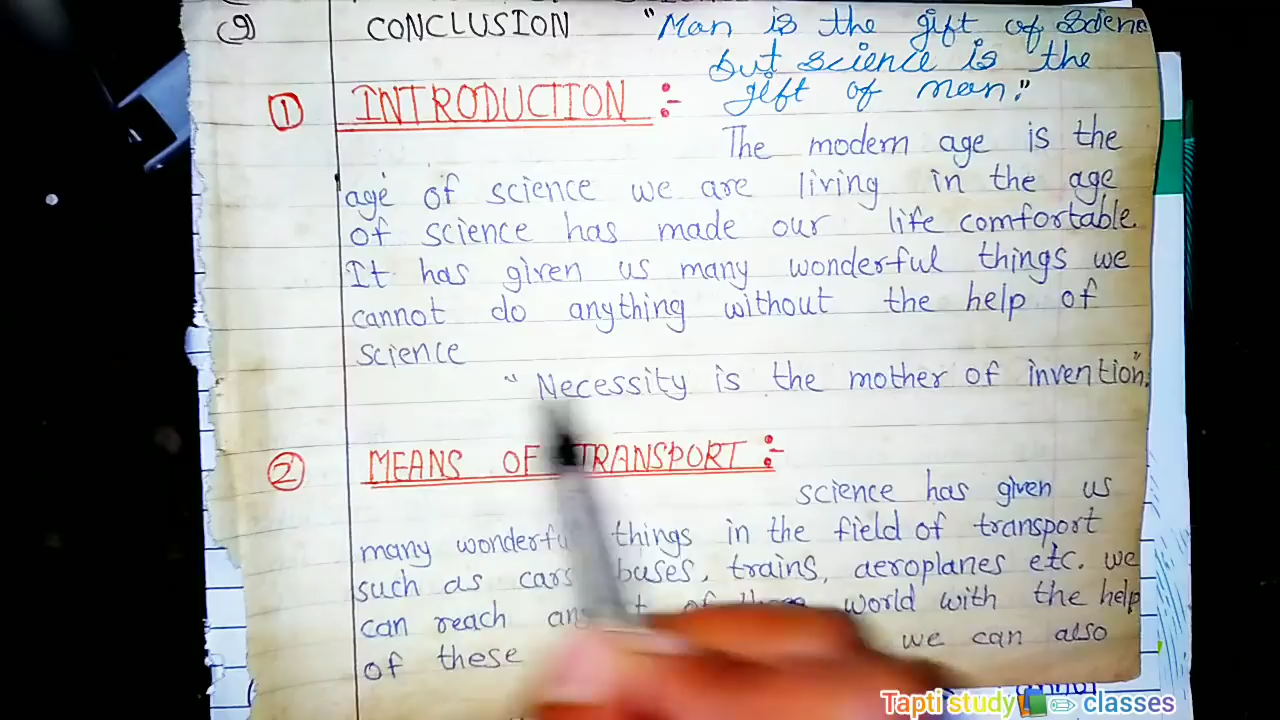 (9) CONCLUSION "Man is the gift of Science
but science is the
① INTRODUCTION :- gift of man."
The modern age is the
age of science we are living in the age
of science has made our life comfortable.
It has given us many wonderful things we
cannot do anything without the help of
science
"Necessity is the mother of invention".
② MEANS OF TRANSPORT :-
science has given us
many wonderfu things in the field of transport
such as cars buses, trains, aeroplanes etc. we
can reach of world with the help
of these we can also
Tapti study classes